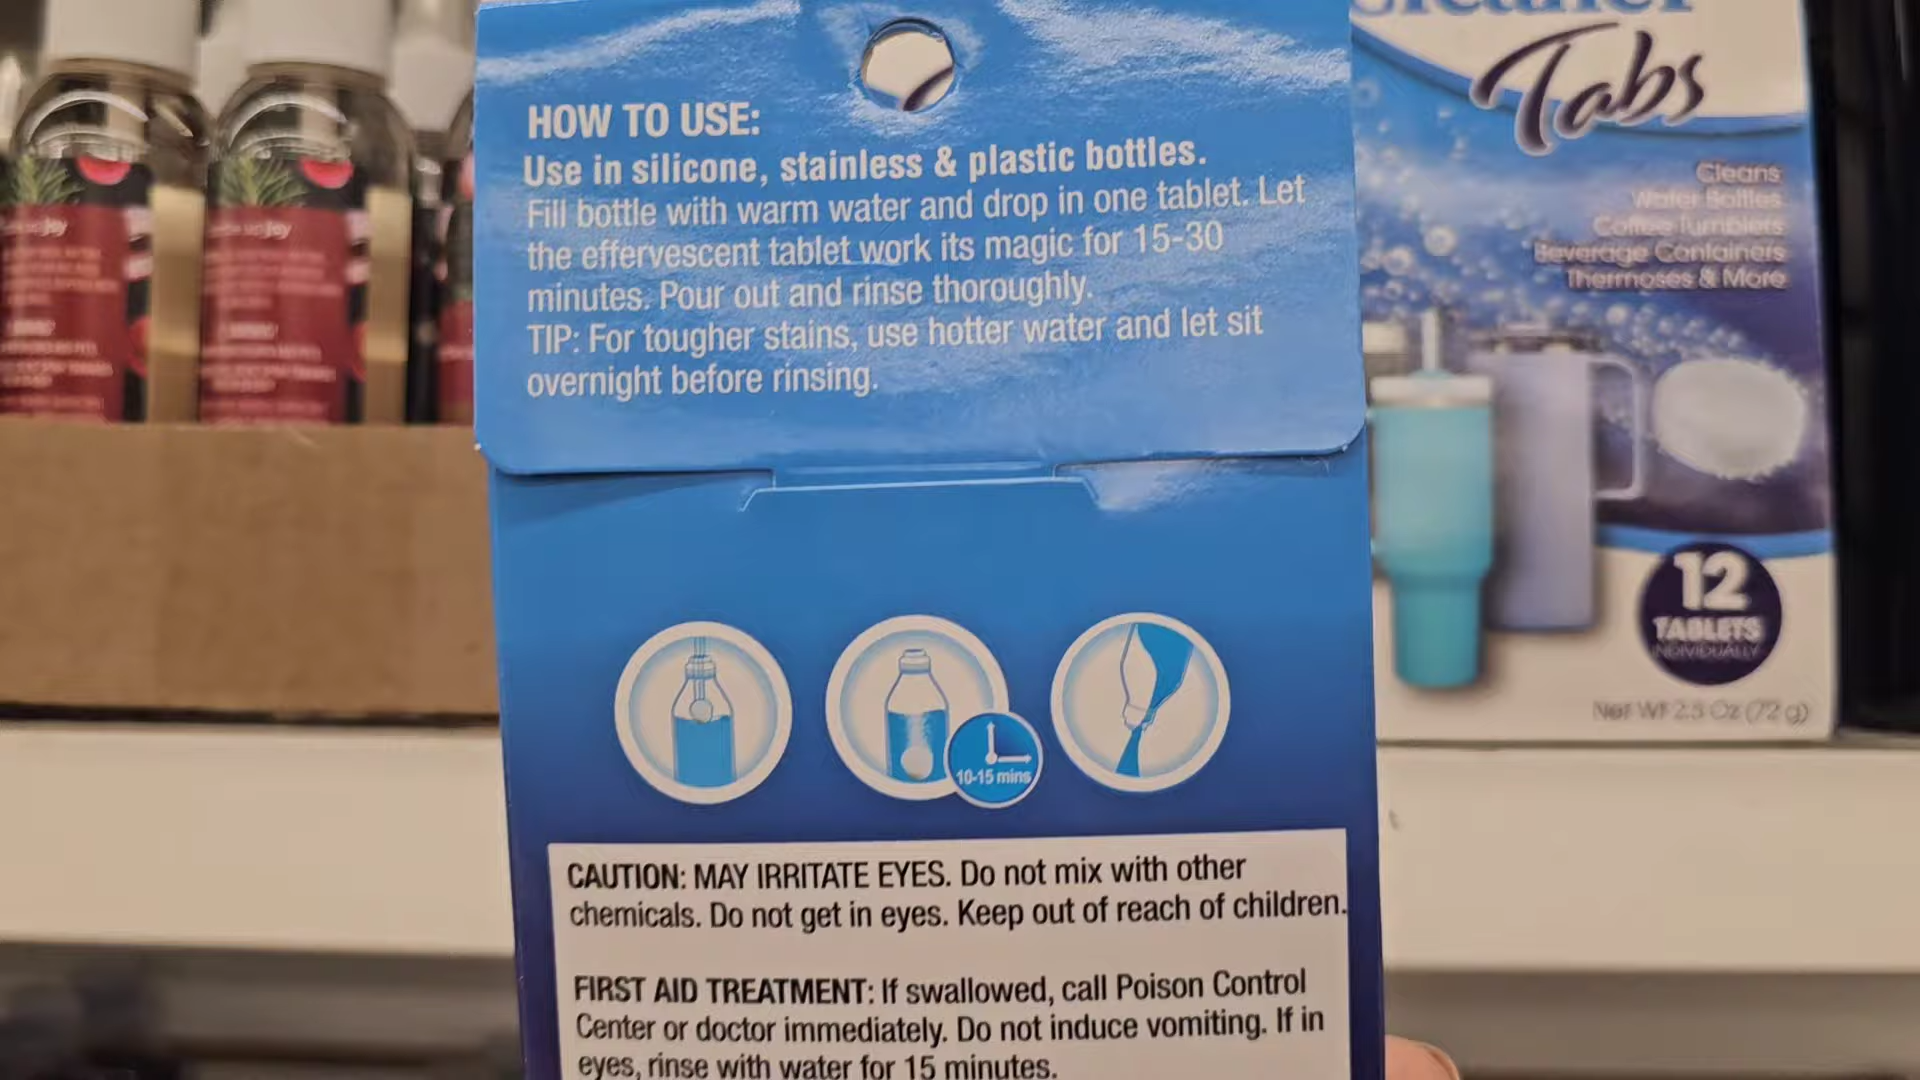 HOW TO USE:
Use in silicone, stainless & plastic bottles.
Fill bottle with warm water and drop in one tablet. Let
the effervescent tablet work its magic for 15-30
minutes. Pour out and rinse thoroughly.
TIP: For tougher stains, use hotter water and let sit
overnight before rinsing.
10-15 mins
CAUTION: MAY IRRITATE EYES. Do not mix with other
chemicals. Do not get in eyes. Keep out of reach of children.
FIRST AID TREATMENT: If swallowed, call Poison Control
Center or doctor immediately. Do not induce vomiting. If in
eyes, rinse with water for 15 minutes.
Cleaner
Tabs
Cleans
Water Bottles
Coffee Tumblers
Beverage Containers
Thermoses & More
12
TABLETS
INDIVIDUALLY
Net WT 2.5 Oz (72 g)
joy
joy